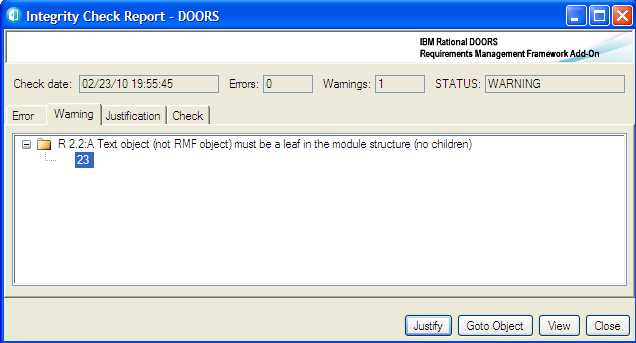 Integrity Check Report - DOORS
IBM Rational DOORS
Requirements Management Framework Add-On
Check date: 02/23/10 19:55:45 Errors: 0 Warnings: 1 STATUS: WARNING
Error Warning Justification Check
R 2.2:A Text object (not RMF object) must be a leaf in the module structure (no children)
23
Justify Goto Object View Close